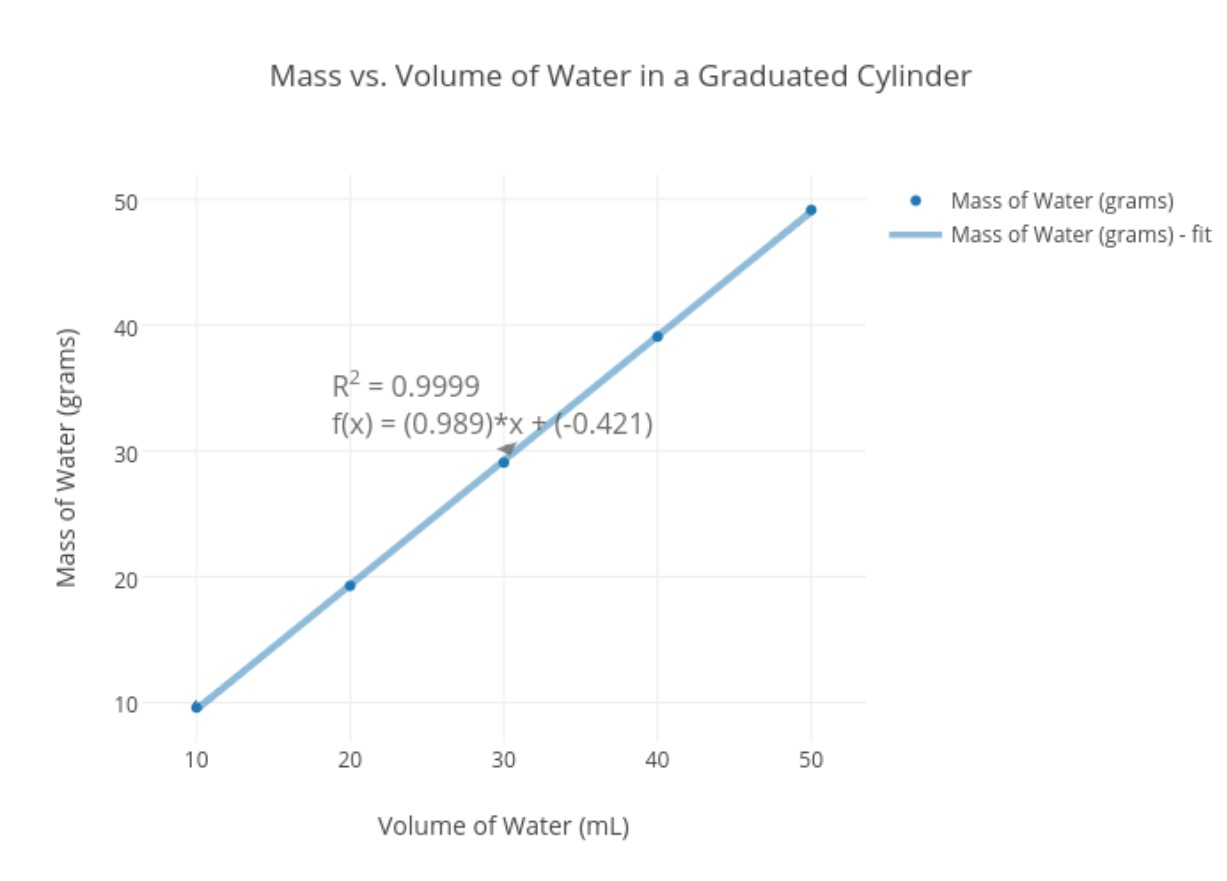 Mass vs. Volume of Water in a Graduated Cylinder
50
40
30
20
10
Mass of Water (grams)
R² = 0.9999
f(x) = (0.989)*x + (-0.421)
10 20 30 40 50
Volume of Water (mL)
Mass of Water (grams)
Mass of Water (grams) - fit